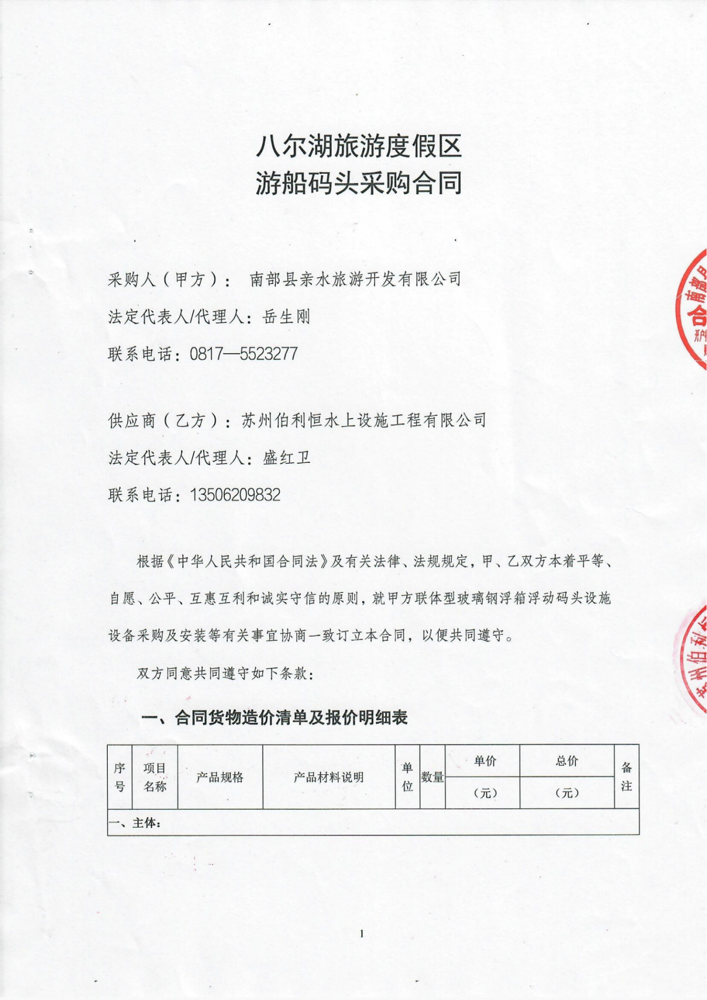 八尔湖旅游度假区
游船码头采购合同
采购人（甲方）： 南部县亲水旅游开发有限公司
法定代表人/代理人：岳生刚
联系电话：0817—5523277
供应商（乙方）：苏州伯利恒水上设施工程有限公司
法定代表人/代理人：盛红卫
联系电话：13506209832
根据《中华人民共和国合同法》及有关法律、法规规定，甲、乙双方本着平等、
自愿、公平、互惠互利和诚实守信的原则，就甲方联体型玻璃钢浮箱浮动码头设施
设备采购及安装等有关事宜协商一致订立本合同，以便共同遵守。
双方同意共同遵守如下条款：
一、合同货物造价清单及报价明细表
序号 项目名称 产品规格 产品材料说明 单位 数量 单价（元） 总价（元） 备注
一、主体：
1
南部县
合
开户
州伯利